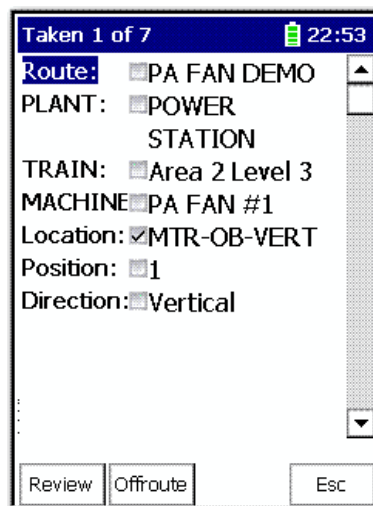 Taken 1 of 7 22:53
Route: PA FAN DEMO
PLANT: POWER
STATION
TRAIN: Area 2 Level 3
MACHINE PA FAN #1
Location: MTR-OB-VERT
Position: 1
Direction: Vertical
Review Offroute Esc